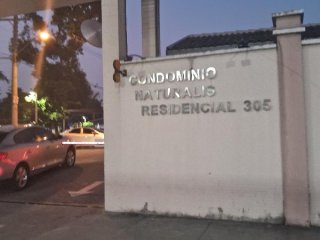 CONDOMINIO
NATURALIS
RESIDENCIAL 305